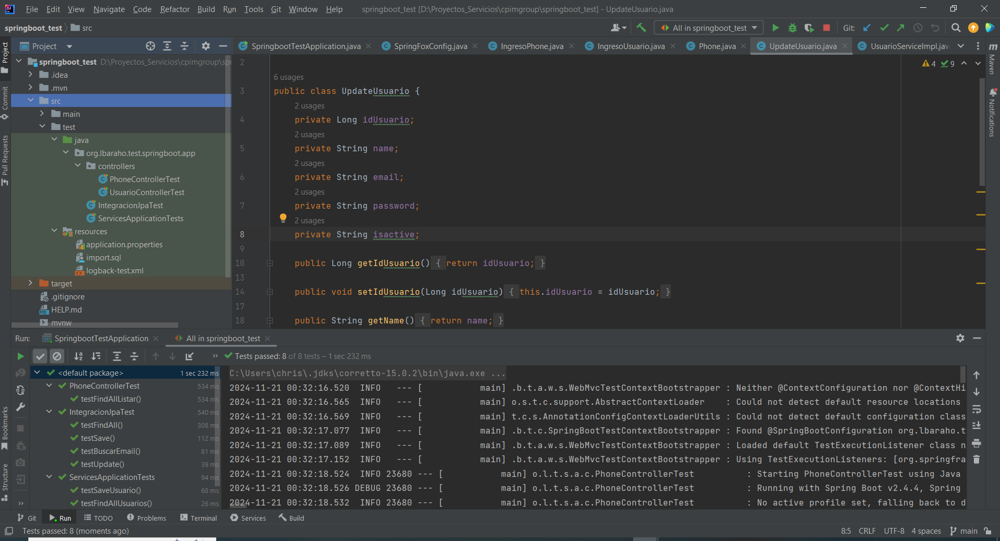 File Edit View Navigate Code Refactor Build Run Tools Git Window Help springboot_test [D:\Proyectos_Servicios\cpimgroup\springboot_test] - UpdateUsuario.java
springboot_test src All in springboot_test Git:
Project SpringbootTestApplication.java SpringFoxConfig.java IngresoPhone.java IngresoUsuario.java Phone.java UpdateUsuario.java UsuarioServiceImpl.jav
springboot_test D:\Proyectos_Servicios\cpimgroup\spr
.idea
.mvn
src
main
test
java
org.lbaraho.test.springboot.app
controllers
PhoneControllerTest
UsuarioControllerTest
IntegracionJpaTest
ServicesApplicationTests
resources
application.properties
import.sql
logback-test.xml
target
.gitignore
HELP.md
mvnw
Project
Commit
Pull Requests
Bookmarks
Structure
2
6 usages
3 public class UpdateUsuario {
2 usages
4 private Long idUsuario;
2 usages
5 private String name;
2 usages
6 private String email;
2 usages
7 private String password;
2 usages
8 private String isactive;
9
10 public Long getIdUsuario() { return idUsuario; }
13
14 public void setIdUsuario(Long idUsuario) { this.idUsuario = idUsuario; }
17
18 public String getName() { return name; }
4 9
Maven
Notifications
Run: SpringbootTestApplication All in springboot_test
Tests passed: 8 of 8 tests – 1 sec 232 ms
<default package> 1 sec 232 ms
PhoneControllerTest 534 ms
testFindAllListar() 534 ms
IntegracionJpaTest 540 ms
testFindAll() 308 ms
testSave() 112 ms
testBuscarEmail() 81 ms
testUpdate() 39 ms
ServicesApplicationTests 94 ms
testSaveUsuario() 68 ms
testFindAllUsuarios() 26 ms
C:\Users\chris\.jdks\corretto-15.0.2\bin\java.exe ...
2024-11-21 00:32:16.520 INFO --- [ main] .b.t.a.w.s.WebMvcTestContextBootstrapper : Neither @ContextConfiguration nor @ContextHi
2024-11-21 00:32:16.565 INFO --- [ main] o.s.t.c.support.AbstractContextLoader : Could not detect default resource locations
2024-11-21 00:32:16.569 INFO --- [ main] t.c.s.AnnotationConfigContextLoaderUtils : Could not detect default configuration class
2024-11-21 00:32:17.077 INFO --- [ main] .b.t.c.SpringBootTestContextBootstrapper : Found @SpringBootConfiguration org.lbaraho.t
2024-11-21 00:32:17.089 INFO --- [ main] .b.t.a.w.s.WebMvcTestContextBootstrapper : Loaded default TestExecutionListener class n
2024-11-21 00:32:17.152 INFO --- [ main] .b.t.a.w.s.WebMvcTestContextBootstrapper : Using TestExecutionListeners: [org.springfra
2024-11-21 00:32:18.524 INFO 23680 --- [ main] o.l.t.s.a.c.PhoneControllerTest : Starting PhoneControllerTest using Java
2024-11-21 00:32:18.526 DEBUG 23680 --- [ main] o.l.t.s.a.c.PhoneControllerTest : Running with Spring Boot v2.4.4, Spring
2024-11-21 00:32:18.532 INFO 23680 --- [ main] o.l.t.s.a.c.PhoneControllerTest : No active profile set, falling back to d
Git Run TODO Problems Terminal Services Build
Tests passed: 8 (moments ago) 8:5 CRLF UTF-8 4 spaces main